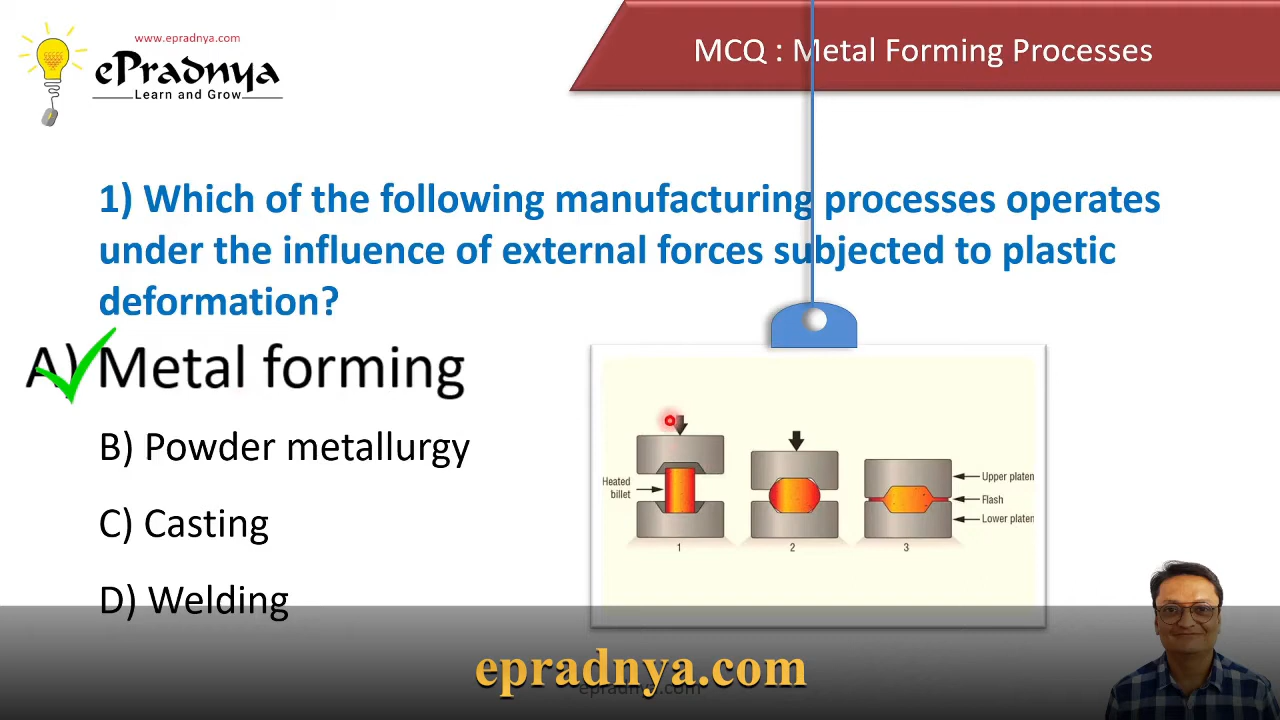 www.epradnya.com
ePradnya
Learn and Grow
MCQ : Metal Forming Processes
1) Which of the following manufacturing processes operates
under the influence of external forces subjected to plastic
deformation?
A) Metal forming
B) Powder metallurgy
C) Casting
D) Welding
Heated
billet
Upper platen
Flash
Lower platen
1
2
3
epradnya.com
epradnya.com